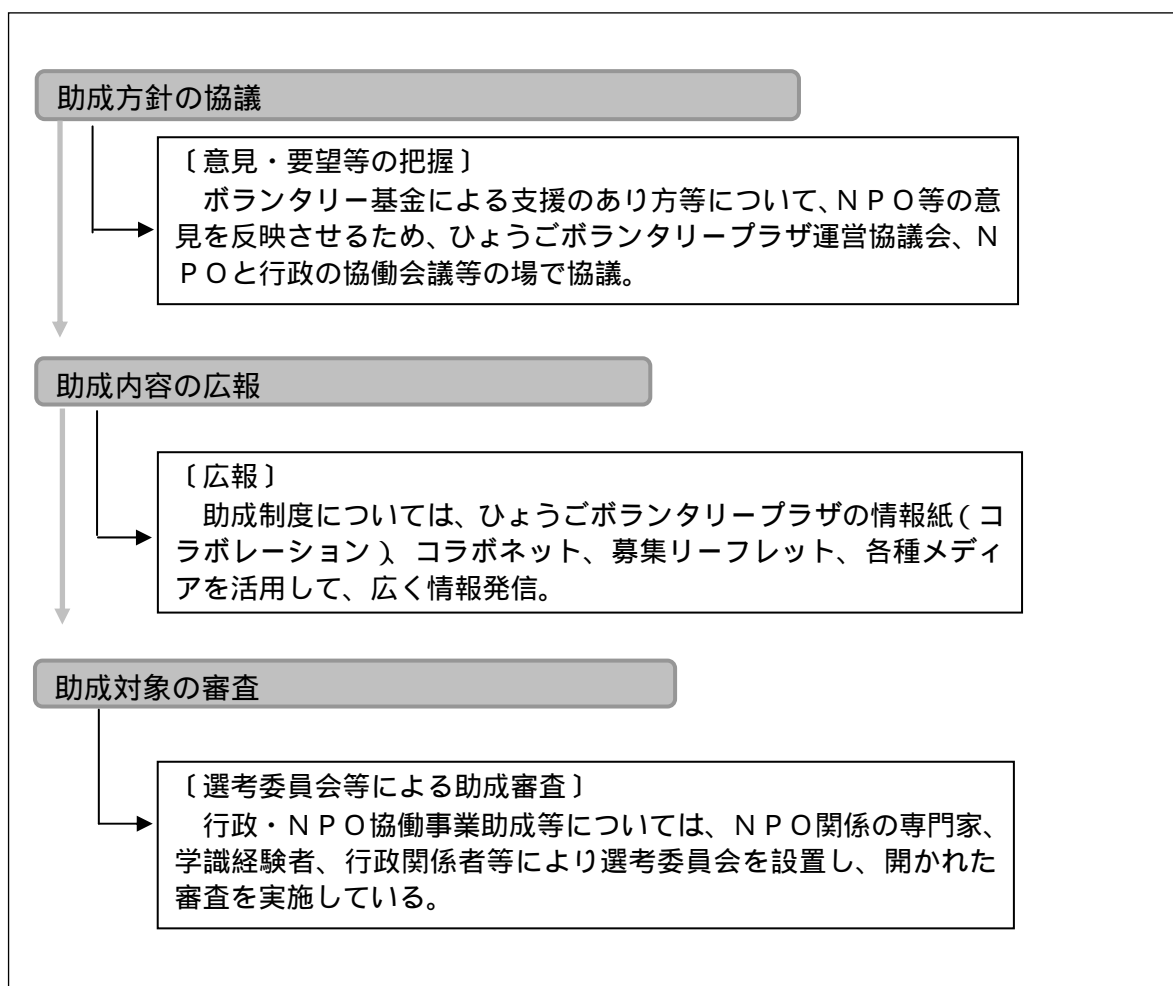 助成方針の協議
〔意見・要望等の把握〕
　ボランタリー基金による支援のあり方等について、ＮＰＯ等の意
見を反映させるため、ひょうごボランタリープラザ運営協議会、Ｎ
ＰＯと行政の協働会議等の場で協議。
助成内容の広報
〔広報〕
　助成制度については、ひょうごボランタリープラザの情報紙（コ
ラボレーション）、コラボネット、募集リーフレット、各種メディ
アを活用して、広く情報発信。
助成対象の審査
〔選考委員会等による助成審査〕
　行政・ＮＰＯ協働事業助成等については、ＮＰＯ関係の専門家、
学識経験者、行政関係者等により選考委員会を設置し、開かれた
審査を実施している。